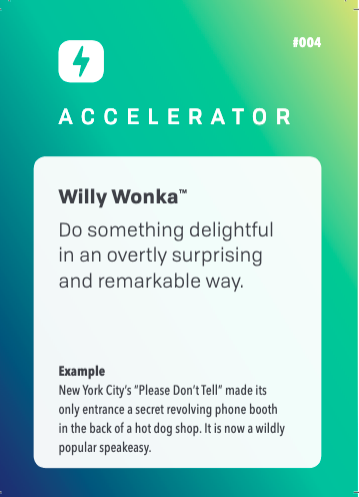 #004
ACCELERATOR
Willy Wonka™
Do something delightful
in an overtly surprising
and remarkable way.
Example
New York City’s “Please Don’t Tell” made its
only entrance a secret revolving phone booth
in the back of a hot dog shop. It is now a wildly
popular speakeasy.